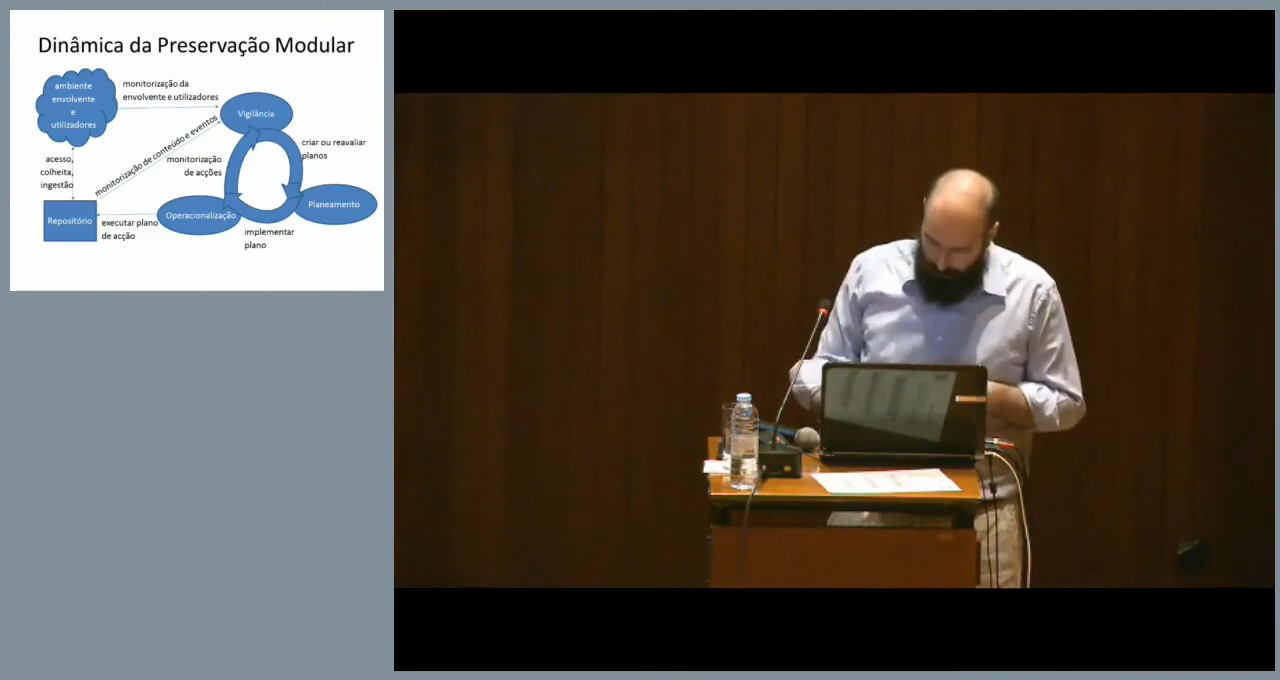 Dinâmica da Preservação Modular
ambiente
envolvente
e
utilizadores
monitorização da
envolvente e utilizadores
Vigilância
monitorização de conteúdo e eventos
criar ou reavaliar
planos
monitorização
de acções
acesso,
colheita,
ingestão
Planeamento
Repositório
Operacionalização
executar plano
de acção
implementar
plano